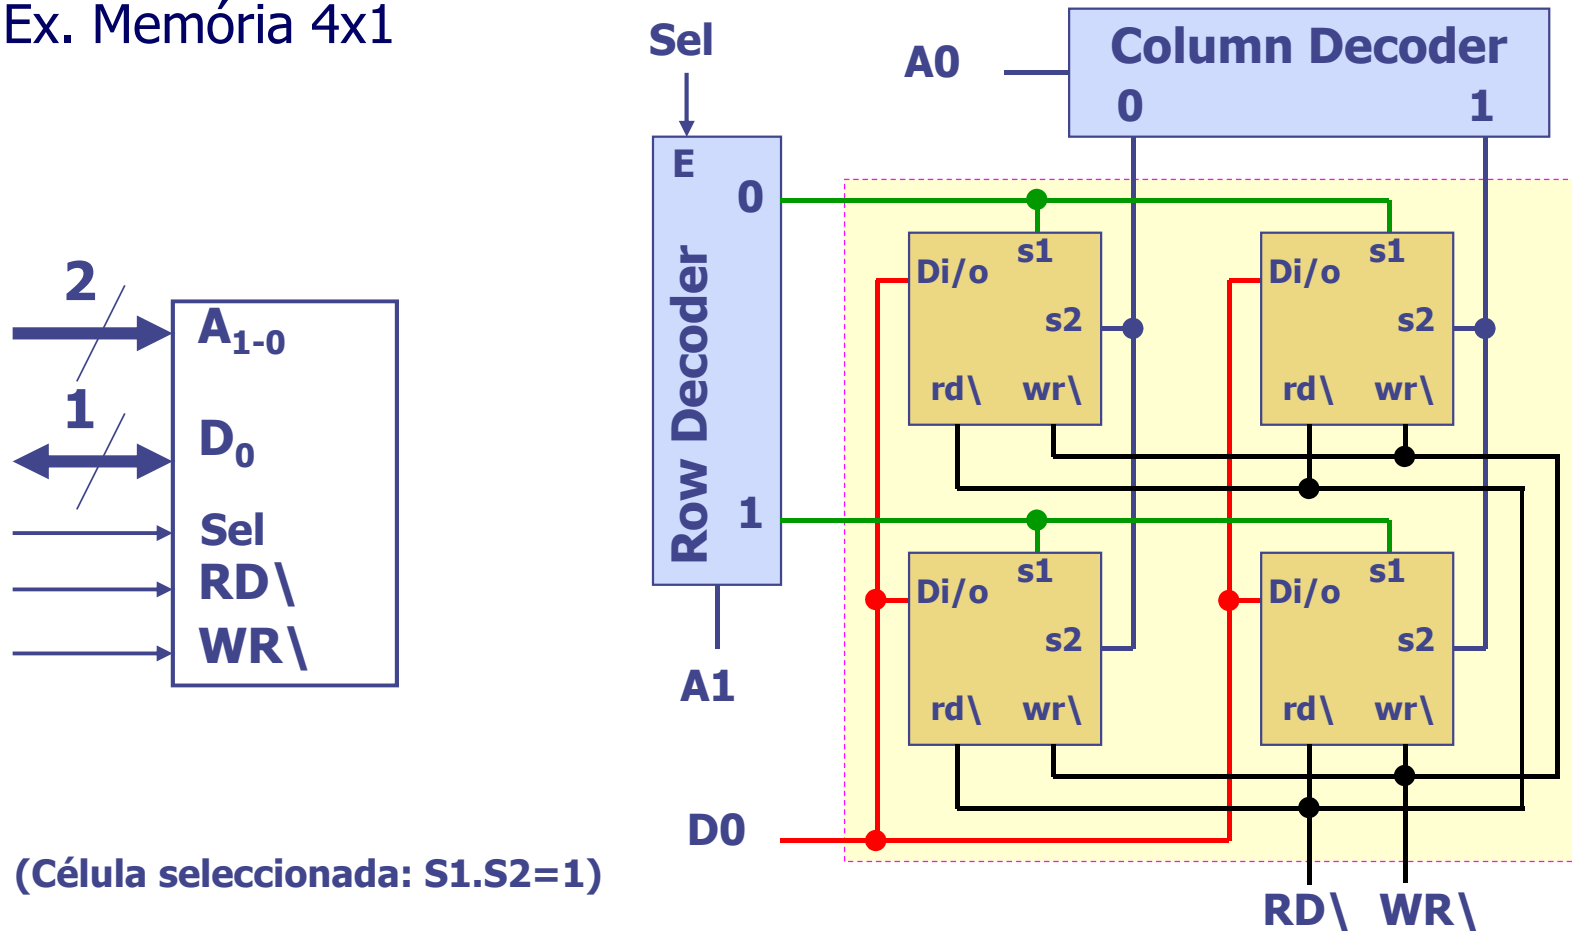 Ex. Memória 4x1
Sel
A0
Column Decoder
0 1
E
0
Row Decoder
1
A1
2
A1-0
1
D0
Sel
RD\
WR\
s1
Di/o
s2
rd\ wr\
s1
Di/o
s2
rd\ wr\
s1
Di/o
s2
rd\ wr\
s1
Di/o
s2
rd\ wr\
D0
(Célula seleccionada: S1.S2=1)
RD\ WR\